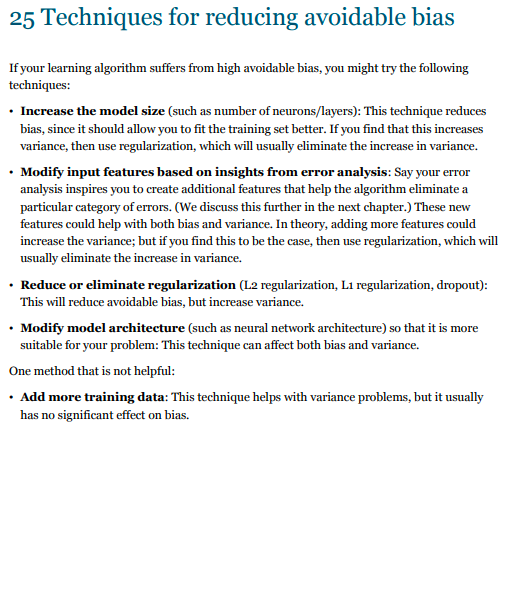 25 Techniques for reducing avoidable bias
If your learning algorithm suffers from high avoidable bias, you might try the following
techniques:
• Increase the model size (such as number of neurons/layers): This technique reduces
bias, since it should allow you to fit the training set better. If you find that this increases
variance, then use regularization, which will usually eliminate the increase in variance.
• Modify input features based on insights from error analysis: Say your error
analysis inspires you to create additional features that help the algorithm eliminate a
particular category of errors. (We discuss this further in the next chapter.) These new
features could help with both bias and variance. In theory, adding more features could
increase the variance; but if you find this to be the case, then use regularization, which will
usually eliminate the increase in variance.
• Reduce or eliminate regularization (L2 regularization, L1 regularization, dropout):
This will reduce avoidable bias, but increase variance.
• Modify model architecture (such as neural network architecture) so that it is more
suitable for your problem: This technique can affect both bias and variance.
One method that is not helpful:
• Add more training data: This technique helps with variance problems, but it usually
has no significant effect on bias.